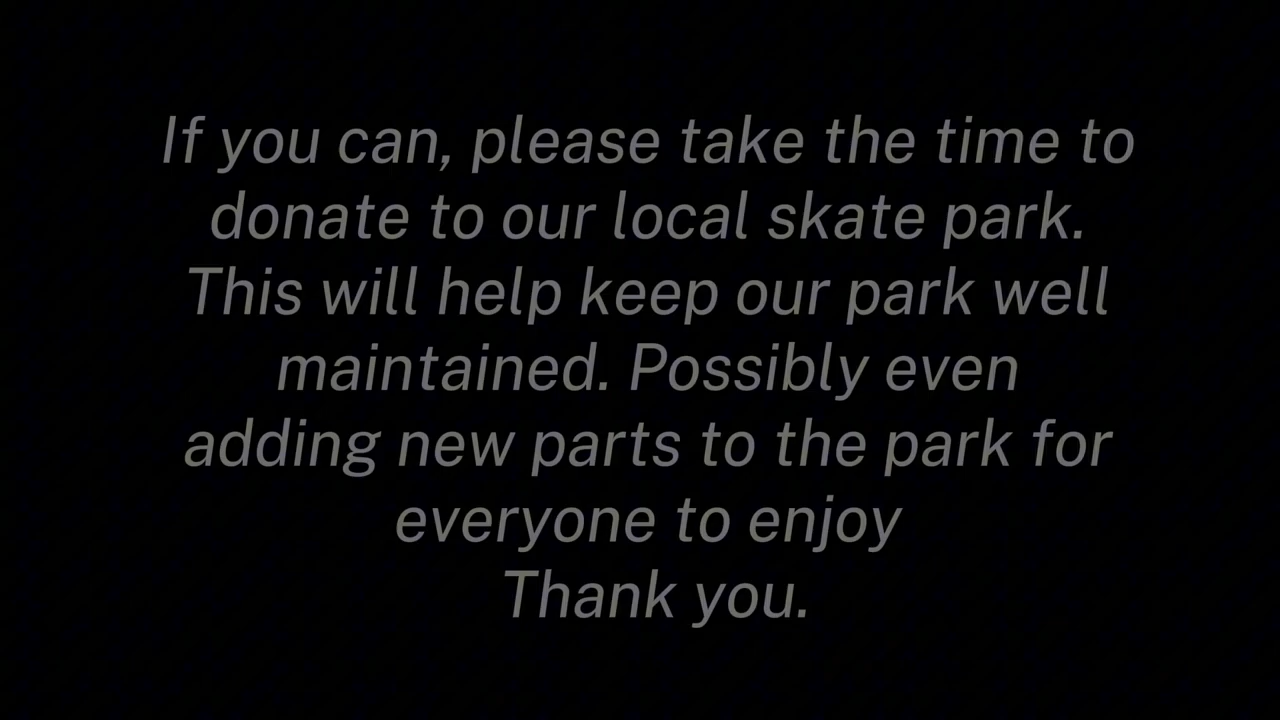 If you can, please take the time to
donate to our local skate park.
This will help keep our park well
maintained. Possibly even
adding new parts to the park for
everyone to enjoy
Thank you.